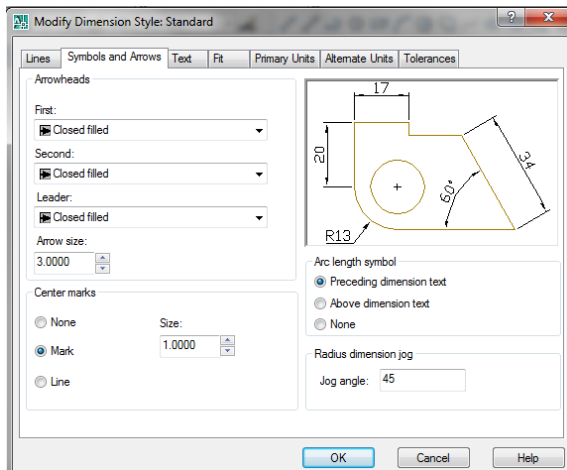 Modify Dimension Style: Standard
Lines Symbols and Arrows Text Fit Primary Units Alternate Units Tolerances
Arrowheads
First:
Closed filled
Second:
Closed filled
Leader:
Closed filled
Arrow size:
3.0000
Center marks
None
Mark
Line
Size:
1.0000
17
20
34
60°
R13
Arc length symbol
Preceding dimension text
Above dimension text
None
Radius dimension jog
Jog angle: 45
OK Cancel Help